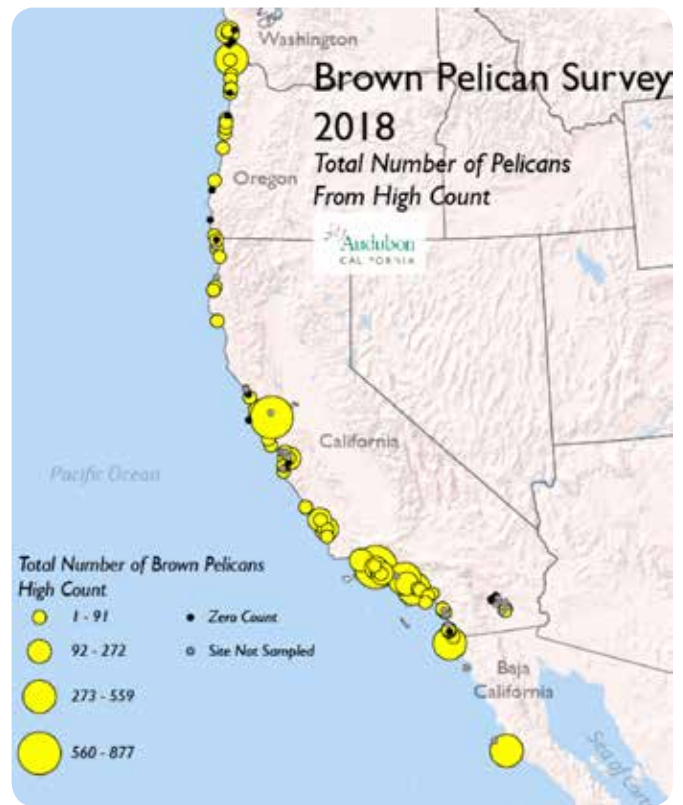 Washington
Brown Pelican Survey
2018
Total Number of Pelicans
From High Count
Oregon
Audubon
CALIFORNIA
California
Pacific Ocean
Total Number of Brown Pelicans
High Count
1 - 91
Zero Count
92 - 272
Site Not Sampled
273 - 559
560 - 877
Baja
California
Sea of